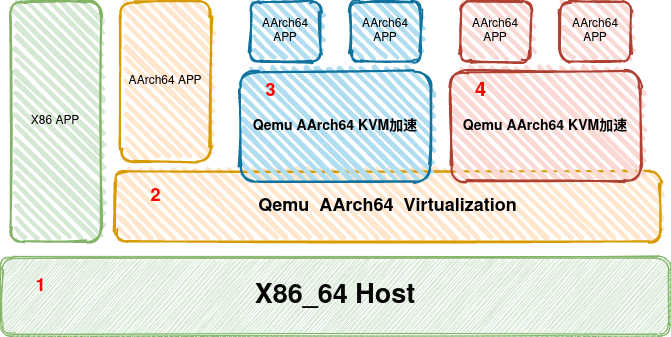 AArch64
APP
AArch64
APP
AArch64
APP
AArch64
APP
X86 APP
AArch64 APP
3
Qemu AArch64 KVM加速
4
Qemu AArch64 KVM加速
2
Qemu AArch64 Virtualization
1
X86_64 Host